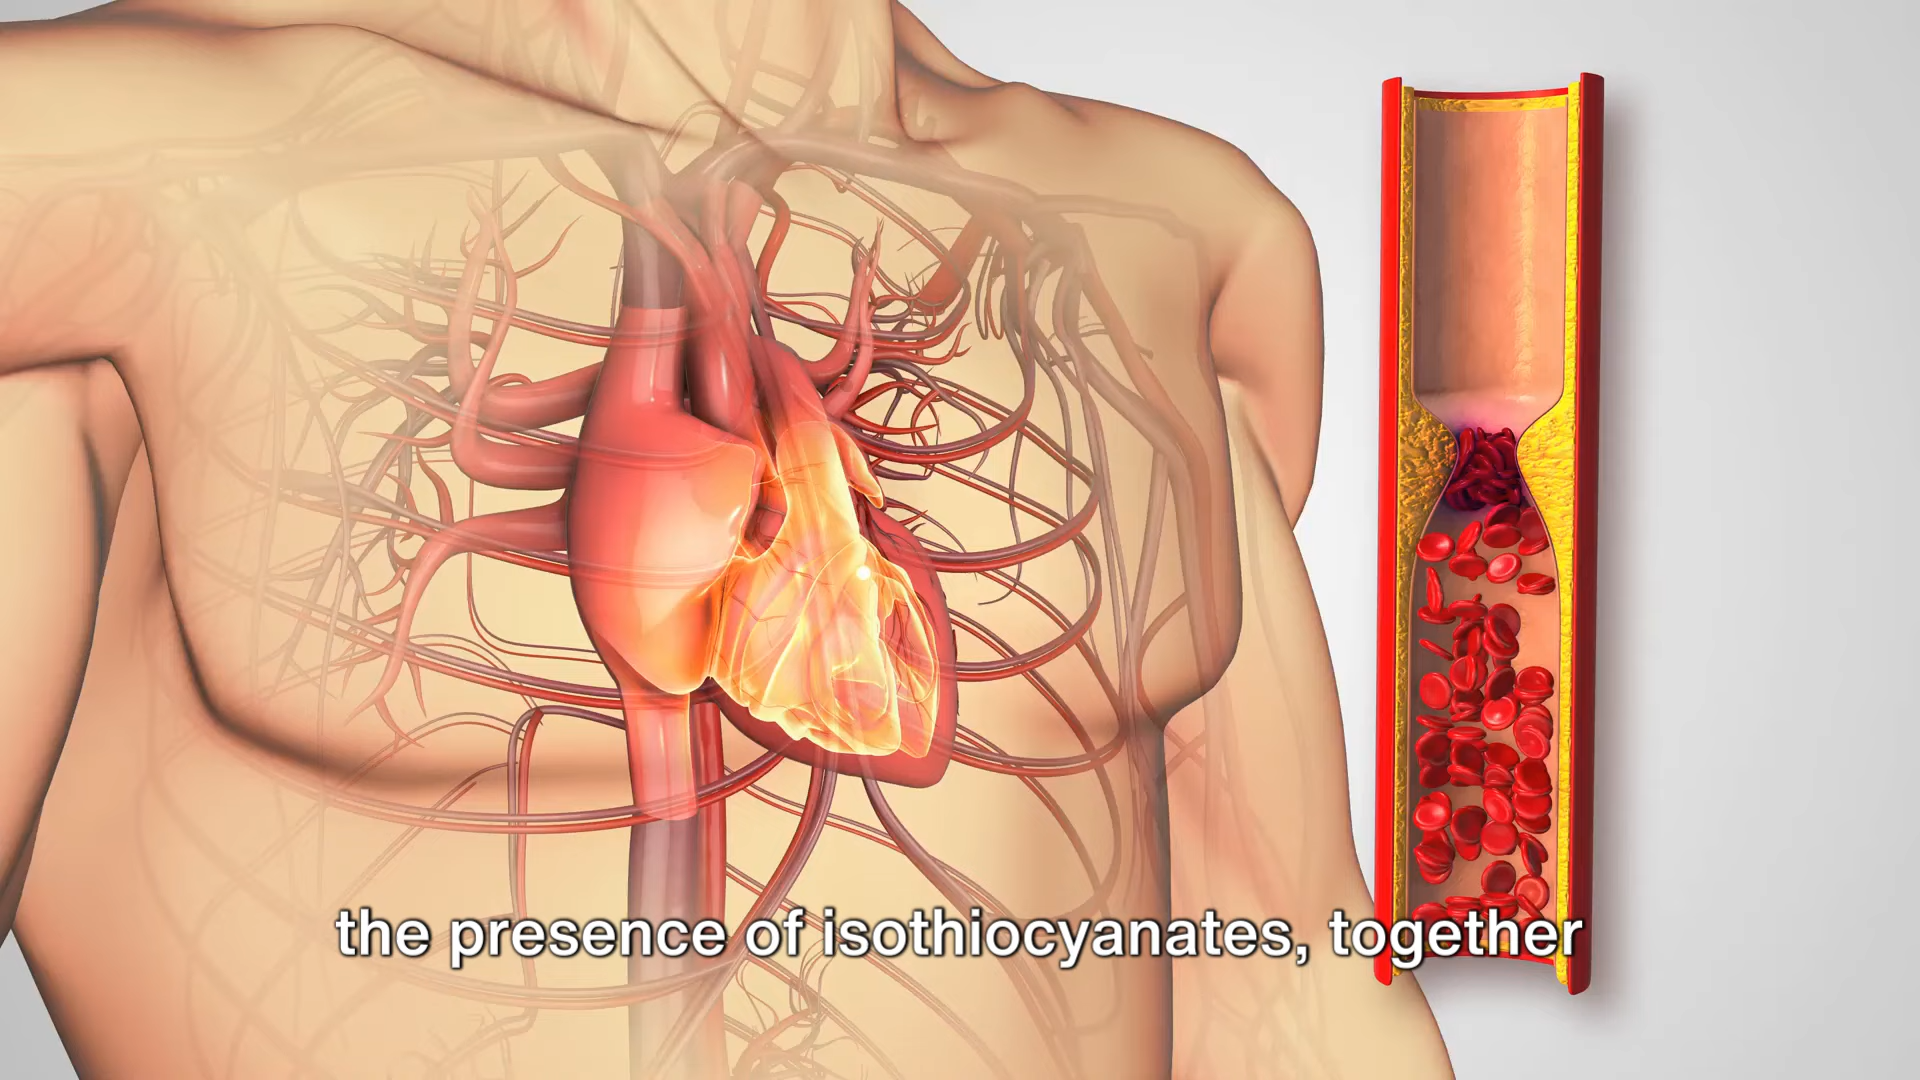 the presence of isothiocyanates, together